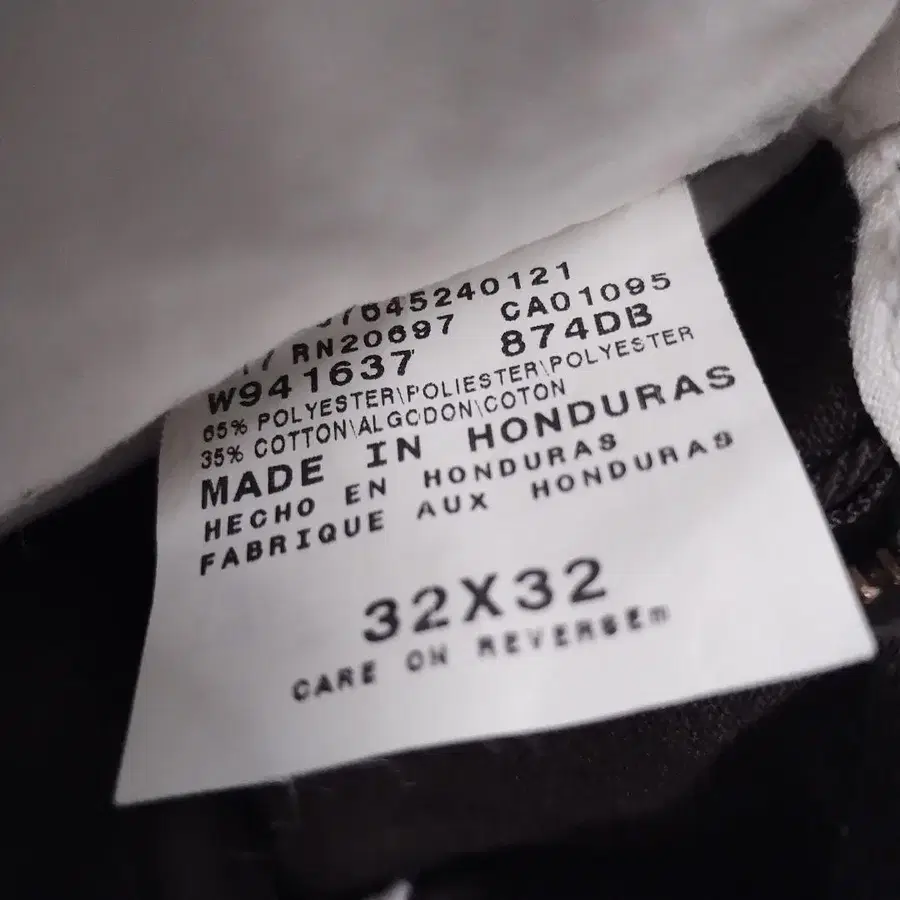 7645240121
RN20697 CA01095
W941637 874DB
65% POLYESTER\POLIESTER\POLYESTER
35% COTTON\ALGODON\COTON
MADE IN HONDURAS
HECHO EN HONDURAS
FABRIQUE AUX HONDURAS
32X32
CARE ON REVERSE